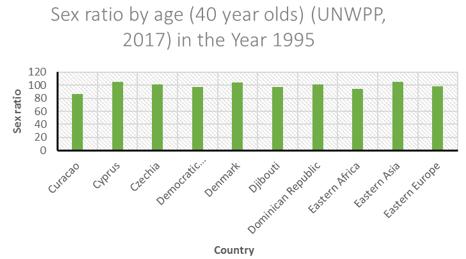 Sex ratio by age (40 year olds) (UNWPP,
2017) in the Year 1995
120
100
80
60
40
20
0
Sex ratio
Curacao
Cyprus
Czechia
Democratic...
Denmark
Djibouti
Dominican Republic
Eastern Africa
Eastern Asia
Eastern Europe
Country